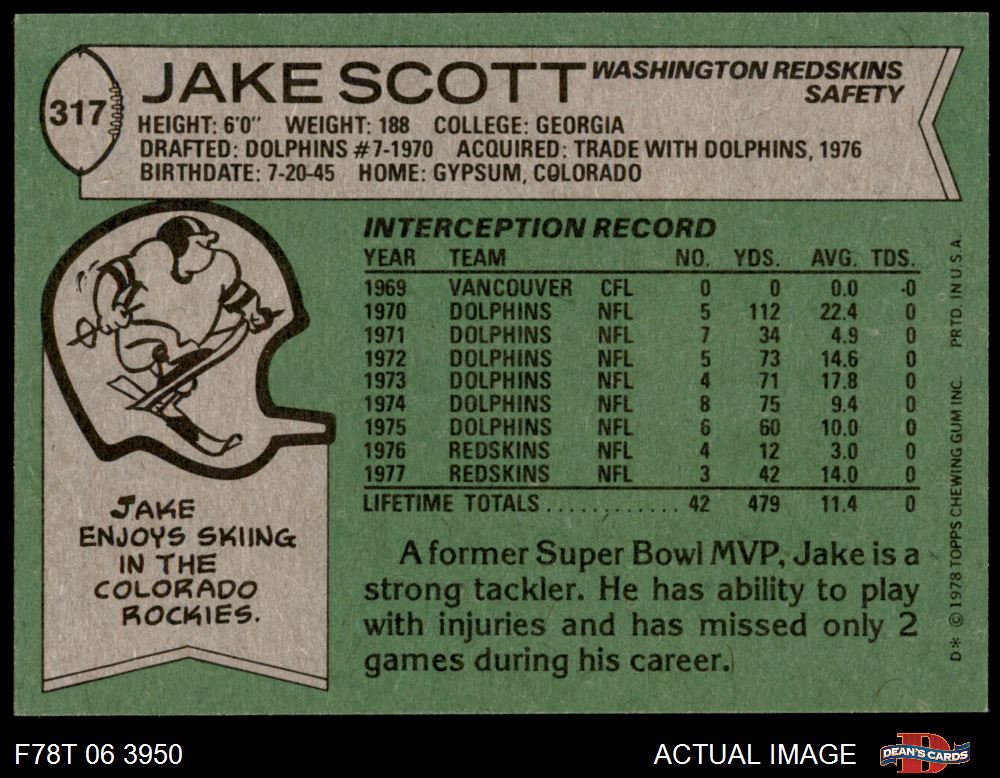 317
JAKE SCOTT
WASHINGTON REDSKINS
SAFETY
HEIGHT: 6'0" WEIGHT: 188 COLLEGE: GEORGIA
DRAFTED: DOLPHINS #7-1970 ACQUIRED: TRADE WITH DOLPHINS, 1976
BIRTHDATE: 7-20-45 HOME: GYPSUM, COLORADO
INTERCEPTION RECORD
YEAR TEAM NO. YDS. AVG. TDS.
1969 VANCOUVER CFL 0 0 0.0 0
1970 DOLPHINS NFL 5 112 22.4 0
1971 DOLPHINS NFL 7 34 4.9 0
1972 DOLPHINS NFL 5 73 14.6 0
1973 DOLPHINS NFL 4 71 17.8 0
1974 DOLPHINS NFL 8 75 9.4 0
1975 DOLPHINS NFL 6 60 10.0 0
1976 REDSKINS NFL 4 12 3.0 0
1977 REDSKINS NFL 3 42 14.0 0
LIFETIME TOTALS ............ 42 479 11.4 0
JAKE
ENJOYS SKIING
IN THE
COLORADO
ROCKIES.
A former Super Bowl MVP, Jake is a
strong tackler. He has ability to play
with injuries and has missed only 2
games during his career.
D* © 1978 TOPPS CHEWING GUM INC. PRTD. IN U.S.A.
F78T 06 3950
ACTUAL IMAGE
DEAN'S CARDS